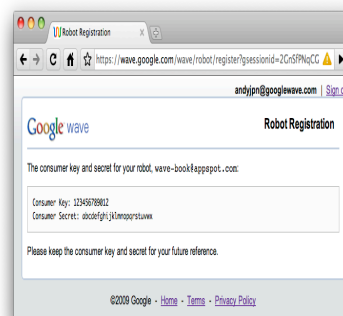 Robot Registration
https://wave.google.com/wave/robot/register?gsessionid=2GnSfPNqCG
andyjpn@googlewave.com | Sign o
Google wave
Robot Registration
The consumer key and secret for your robot, wave-book@appspot.com:
Consumer Key: 123456789012
Consumer Secret: abcdefghijklmnopqrstuvwx
Please keep the consumer key and secret for your future reference.
©2009 Google - Home - Terms - Privacy Policy